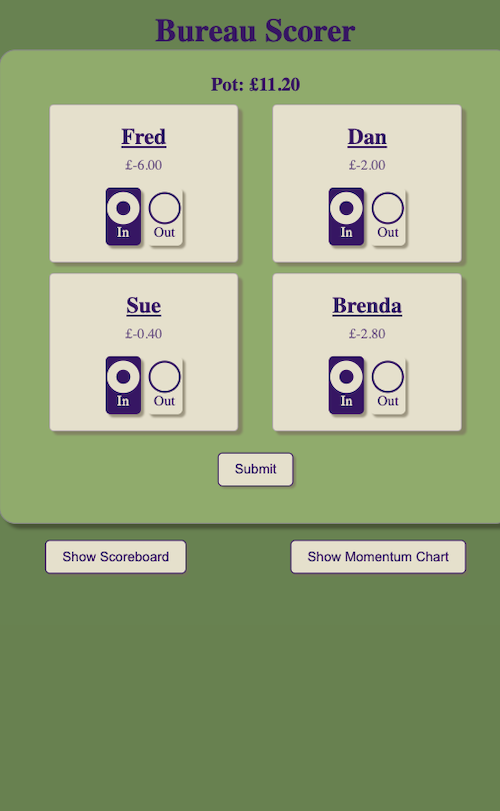 Bureau Scorer
Pot: £11.20
Fred
£-6.00
In Out
Dan
£-2.00
In Out
Sue
£-0.40
In Out
Brenda
£-2.80
In Out
Submit
Show Scoreboard
Show Momentum Chart